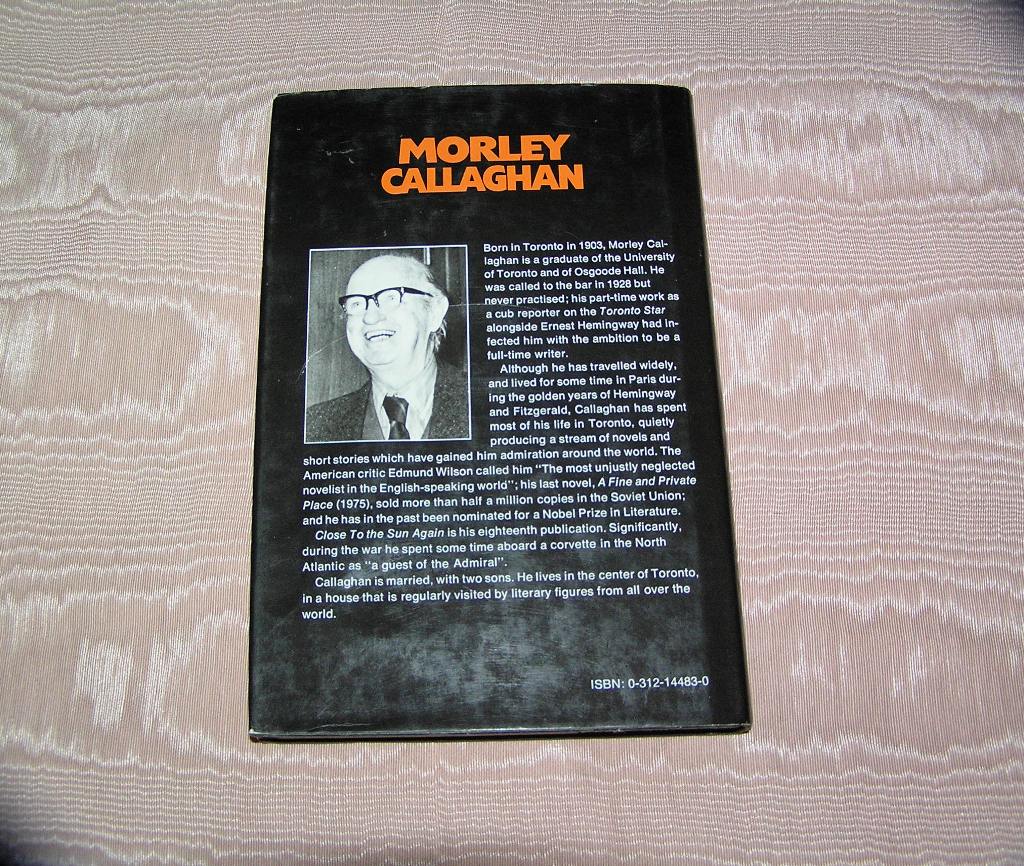 MORLEY
CALLAGHAN
Born in Toronto in 1903, Morley Cal-
laghan is a graduate of the University
of Toronto and of Osgoode Hall. He
was called to the bar in 1928 but
never practised; his part-time work as
a cub reporter on the Toronto Star
alongside Ernest Hemingway had in-
fected him with the ambition to be a
full-time writer.
Although he has travelled widely,
and lived for some time in Paris dur-
ing the golden years of Hemingway
and Fitzgerald, Callaghan has spent
most of his life in Toronto, quietly
producing a stream of novels and
short stories which have gained him admiration around the world. The
American critic Edmund Wilson called him "The most unjustly neglected
novelist in the English-speaking world"; his last novel, A Fine and Private
Place (1975), sold more than half a million copies in the Soviet Union;
and he has in the past been nominated for a Nobel Prize in Literature.
Close To the Sun Again is his eighteenth publication. Significantly,
during the war he spent some time aboard a corvette in the North
Atlantic as "a guest of the Admiral".
Callaghan is married, with two sons. He lives in the center of Toronto,
in a house that is regularly visited by literary figures from all over the
world.
ISBN: 0-312-14483-0